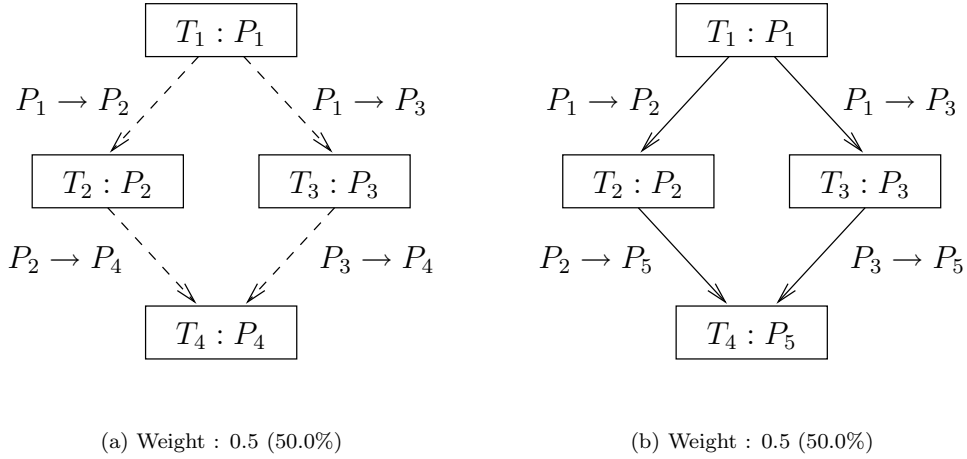 T₁ : P₁
P₁ → P₂
P₁ → P₃
T₂ : P₂
T₃ : P₃
P₂ → P₄
P₃ → P₄
T₄ : P₄
(a) Weight : 0.5 (50.0%)
T₁ : P₁
P₁ → P₂
P₁ → P₃
T₂ : P₂
T₃ : P₃
P₂ → P₅
P₃ → P₅
T₄ : P₅
(b) Weight : 0.5 (50.0%)